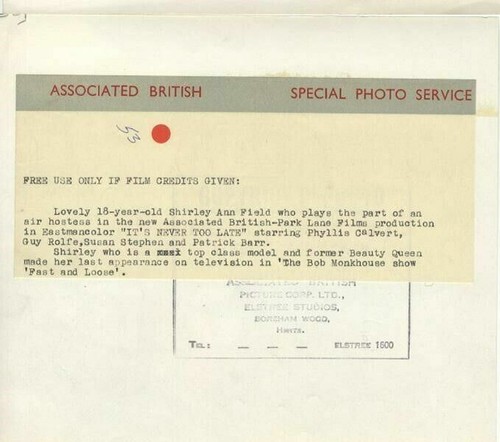 ASSOCIATED BRITISH SPECIAL PHOTO SERVICE
53
FREE USE ONLY IF FILM CREDITS GIVEN:
Lovely 18-year-old Shirley Ann Field who plays the part of an
air hostess in the new Associated British-Park Lane Films production
in Eastmancolor "IT'S NEVER TOO LATE" starring Phyllis Calvert,
Guy Rolfe,Susan Stephen and Patrick Barr.
Shirley who is a top class model and former Beauty Queen
made her last appearance on television in 'The Bob Monkhouse show
'Fast and Loose'.
ASSOCIATED BRITISH
PICTURE CORP. LTD.,
ELSTREE STUDIOS,
BOREHAM WOOD,
HERTS.
TEL: — — — ELSTREE 1600